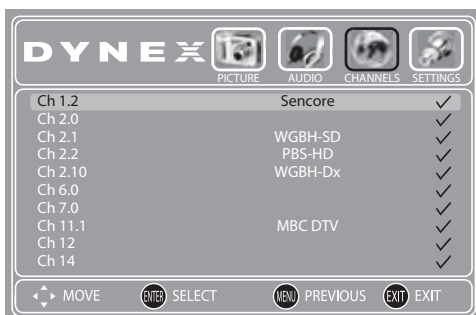 DYNEX
PICTURE AUDIO CHANNELS SETTINGS
Ch 1.2 Sencore ✓
Ch 2.0 ✓
Ch 2.1 WGBH-SD ✓
Ch 2.2 PBS-HD ✓
Ch 2.10 WGBH-Dx ✓
Ch 6.0 ✓
Ch 7.0 ✓
Ch 11.1 MBC DTV ✓
Ch 12 ✓
Ch 14 ✓
MOVE ENTER SELECT MENU PREVIOUS EXIT EXIT